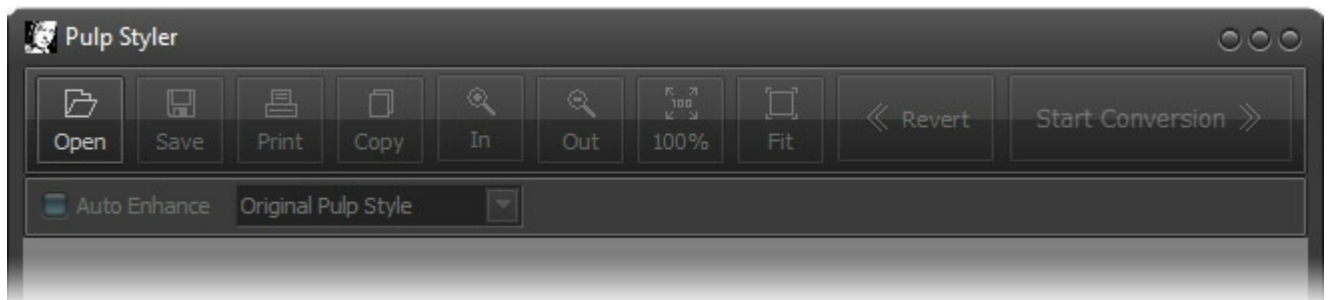 Pulp Styler
Open Save Print Copy In Out 100 100% Fit Revert Start Conversion
Auto Enhance Original Pulp Style